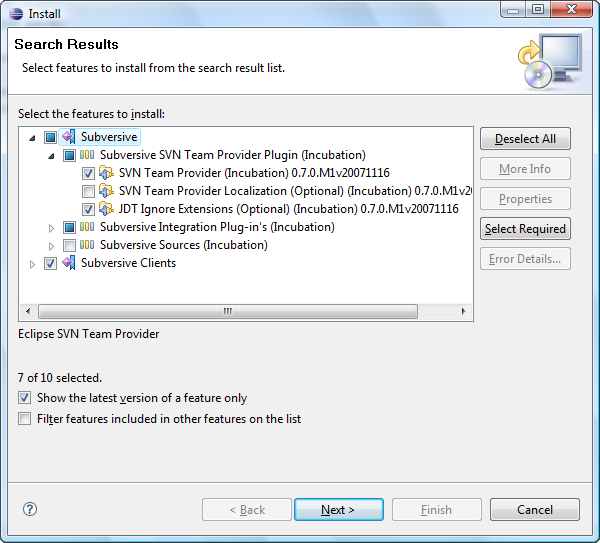 Install
Search Results
Select features to install from the search result list.
Select the features to install:
Subversive
Subversive SVN Team Provider Plugin (Incubation)
SVN Team Provider (Incubation) 0.7.0.M1v20071116
SVN Team Provider Localization (Optional) (Incubation) 0.7.0.M1v2
JDT Ignore Extensions (Optional) (Incubation) 0.7.0.M1v20071116
Subversive Integration Plug-in's (Incubation)
Subversive Sources (Incubation)
Subversive Clients
Deselect All
More Info
Properties
Select Required
Error Details...
Eclipse SVN Team Provider
7 of 10 selected.
Show the latest version of a feature only
Filter features included in other features on the list
< Back
Next >
Finish
Cancel